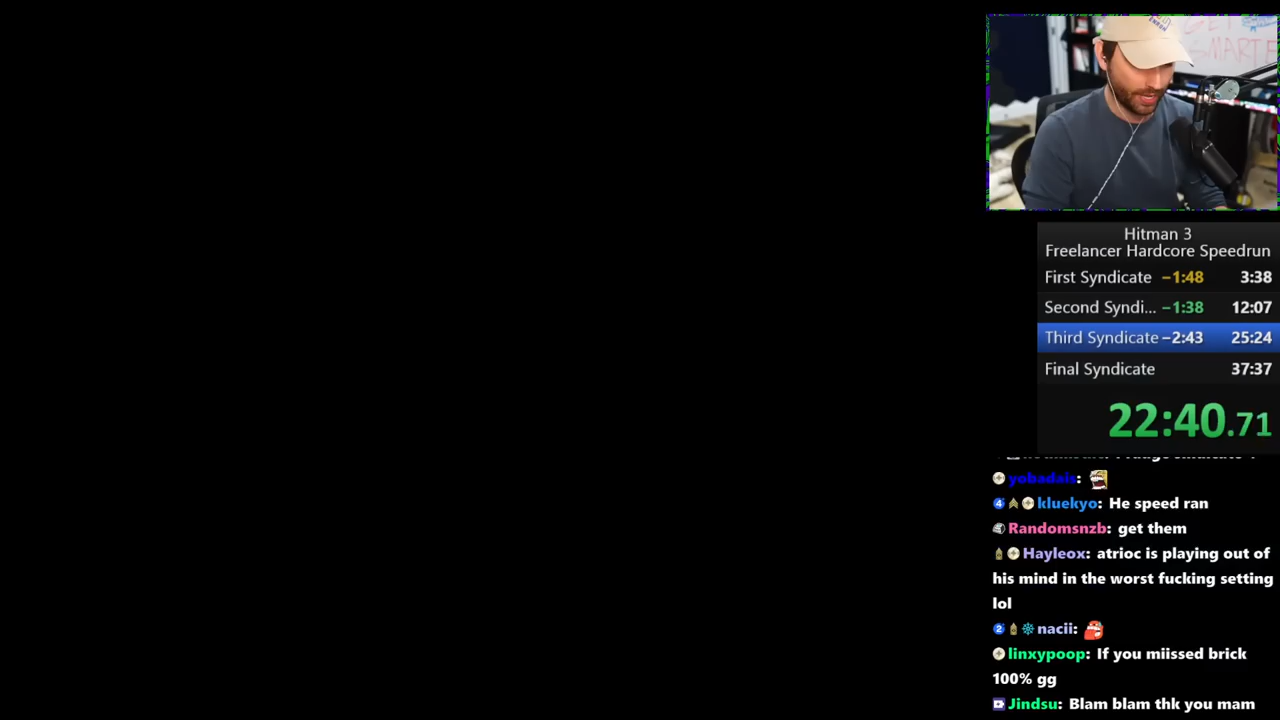 GET
SMART
Hitman 3
Freelancer Hardcore Speedrun
First Syndicate −1:48 3:38
Second Syndi... −1:38 12:07
Third Syndicate −2:43 25:24
Final Syndicate 37:37
22:40.71
yobadais:
kluekyo: He speed ran
Randomsnzb: get them
Hayleox: atrioc is playing out of
his mind in the worst fucking setting
lol
nacii:
linxypoop: If you miissed brick
100% gg
Jindsu: Blam blam thk you mam